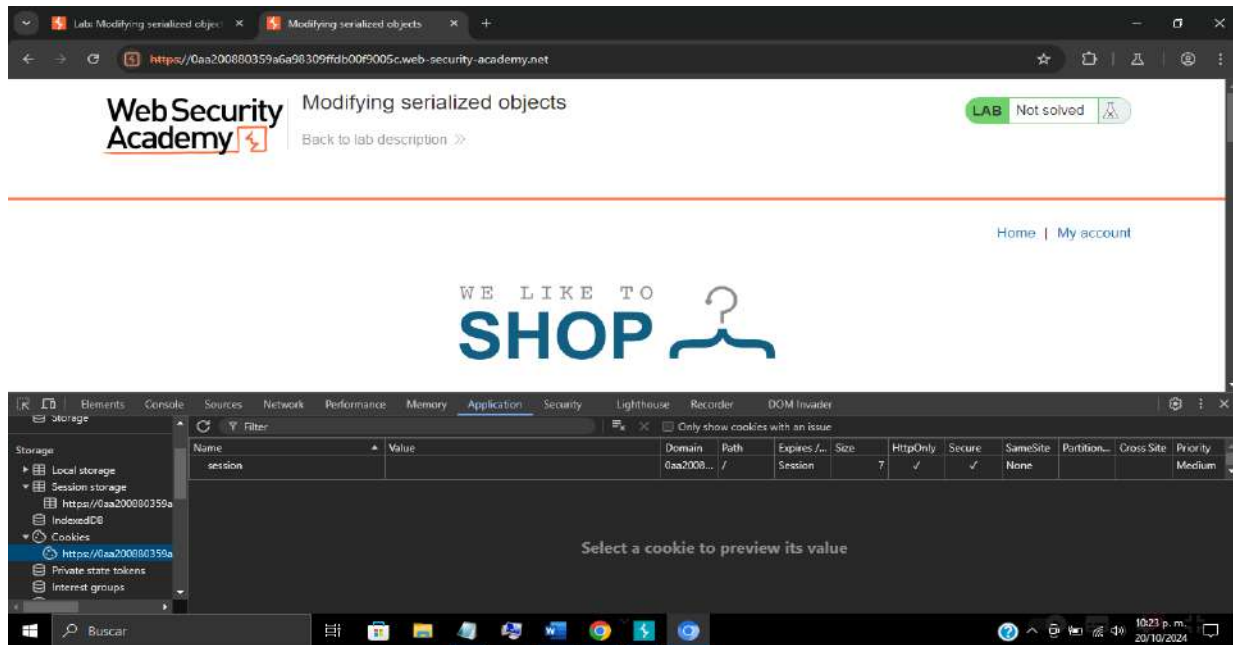 Lab: Modifying serialized objec
Modifying serialized objects
https://0aa200880359a6a98309ffdb00f9005c.web-security-academy.net
Web Security
Academy
Modifying serialized objects
Back to lab description
LAB Not solved
Home | My account
WE LIKE TO
SHOP
Elements Console Sources Network Performance Memory Application Security Lighthouse Recorder DOM Invader
Storage
Filter
Only show cookies with an issue
Storage
Name Value Domain Path Expires /... Size HttpOnly Secure SameSite Partition... Cross Site Priority
Local storage
session 0aa2008... / Session 7 ✓ ✓ None Medium
Session storage
https://0aa200880359a
IndexedDB
Cookies
https://0aa200880359a
Private state tokens
Interest groups
Select a cookie to preview its value
Buscar
10:23 p. m.
20/10/2024